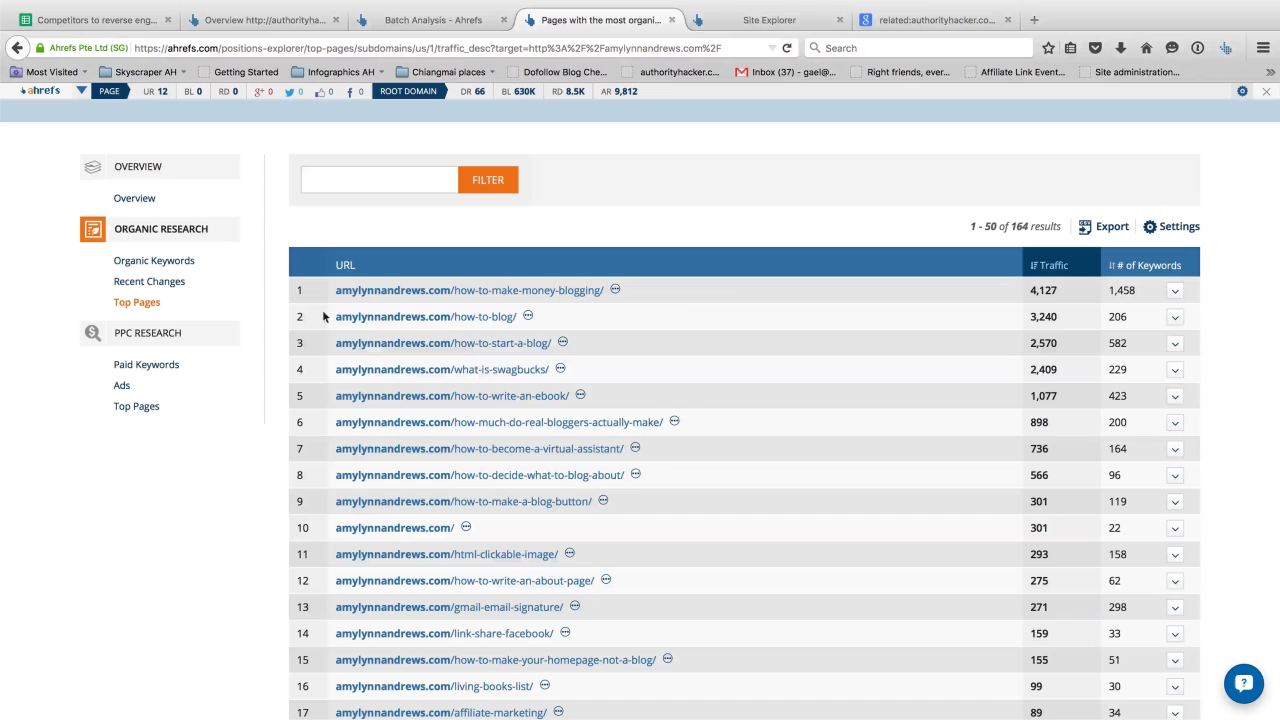 Competitors to reverse eng...
Overview http://authorityha...
Batch Analysis - Ahrefs
Pages with the most organi...
Site Explorer
related:authorityhacker.co...
Ahrefs Pte Ltd (SG)
https://ahrefs.com/positions-explorer/top-pages/subdomains/us/1/traffic_desc?target=http%3A%2F%2Famylynnandrews.com%2F
Search
Most Visited
Skyscraper AH
Getting Started
Infographics AH
Chiangmai places
Dofollow Blog Che...
authorityhacker.c...
Inbox (37) - gael@...
Right friends, ever...
Affiliate Link Event...
Site administration...
ahrefs PAGE UR 12 BL 0 RD 0 g+ 0 0 0 f 0 ROOT DOMAIN DR 66 BL 630K RD 8.5K AR 9,812
OVERVIEW
Overview
ORGANIC RESEARCH
Organic Keywords
Recent Changes
Top Pages
PPC RESEARCH
Paid Keywords
Ads
Top Pages
FILTER
1 - 50 of 164 results Export Settings
URL Traffic # of Keywords
1 amylynnandrews.com/how-to-make-money-blogging/ 4,127 1,458
2 amylynnandrews.com/how-to-blog/ 3,240 206
3 amylynnandrews.com/how-to-start-a-blog/ 2,570 582
4 amylynnandrews.com/what-is-swagbucks/ 2,409 229
5 amylynnandrews.com/how-to-write-an-ebook/ 1,077 423
6 amylynnandrews.com/how-much-do-real-bloggers-actually-make/ 898 200
7 amylynnandrews.com/how-to-become-a-virtual-assistant/ 736 164
8 amylynnandrews.com/how-to-decide-what-to-blog-about/ 566 96
9 amylynnandrews.com/how-to-make-a-blog-button/ 301 119
10 amylynnandrews.com/ 301 22
11 amylynnandrews.com/html-clickable-image/ 293 158
12 amylynnandrews.com/how-to-write-an-about-page/ 275 62
13 amylynnandrews.com/gmail-email-signature/ 271 298
14 amylynnandrews.com/link-share-facebook/ 159 33
15 amylynnandrews.com/how-to-make-your-homepage-not-a-blog/ 155 51
16 amylynnandrews.com/living-books-list/ 99 30
17 amylynnandrews.com/affiliate-marketing/ 89 34